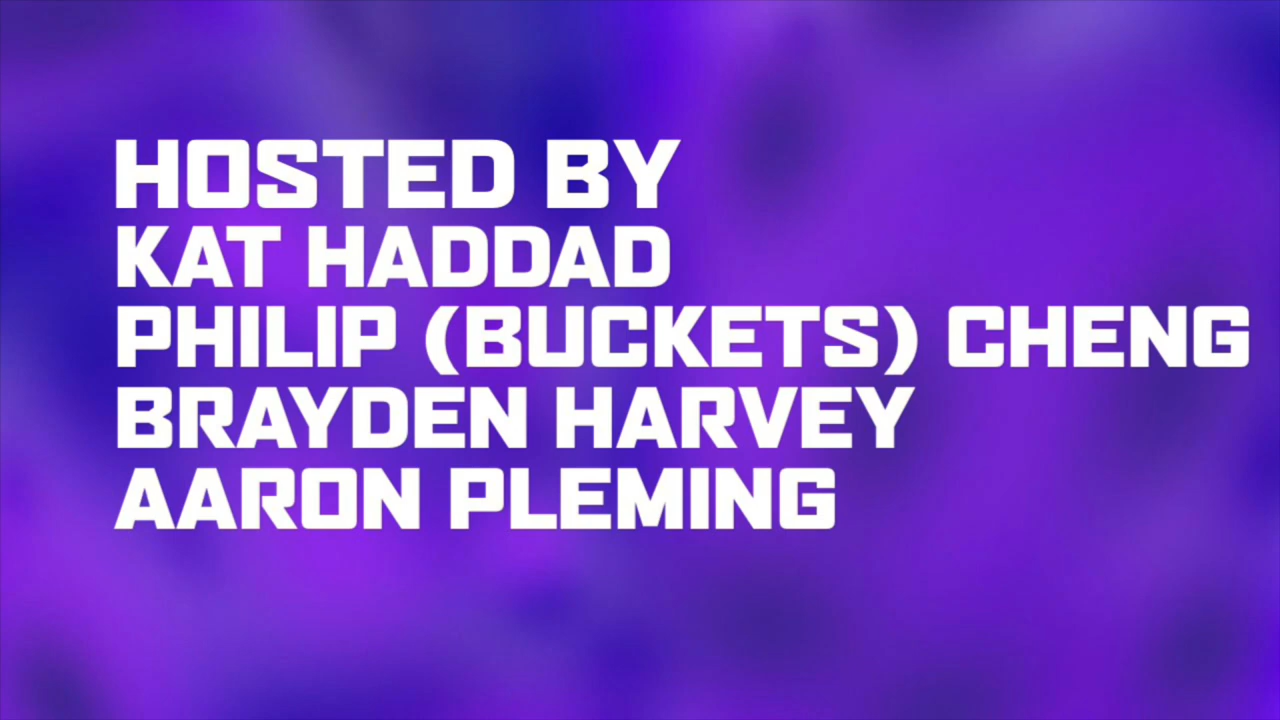 HOSTED BY
KAT HADDAD
PHILIP (BUCKETS) CHENG
BRAYDEN HARVEY
AARON PLEMING